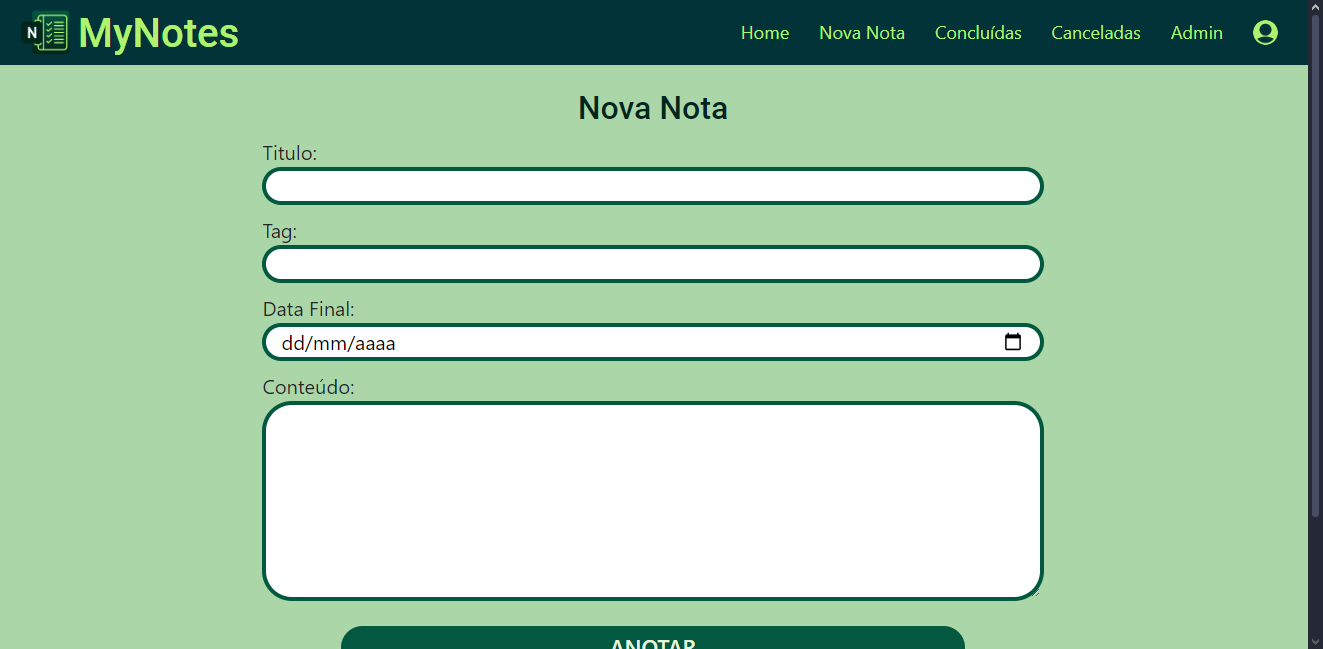 N MyNotes
Home Nova Nota Concluídas Canceladas Admin
Nova Nota
Titulo:
Tag:
Data Final:
dd/mm/aaaa
Conteúdo:
ANOTAR